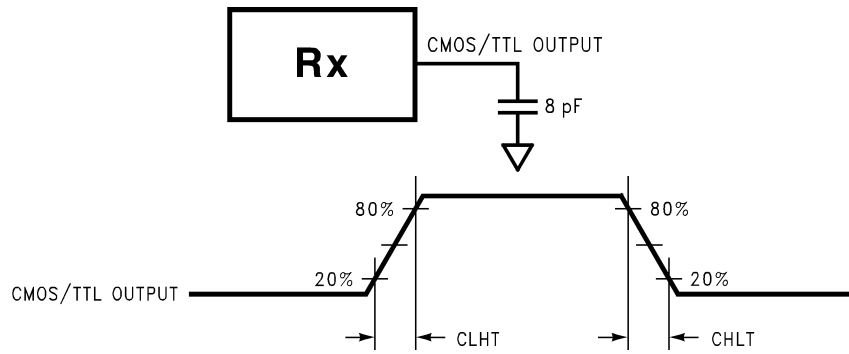 Rx
CMOS/TTL OUTPUT
8 pF
80%
80%
20%
20%
CMOS/TTL OUTPUT
CLHT
CHLT